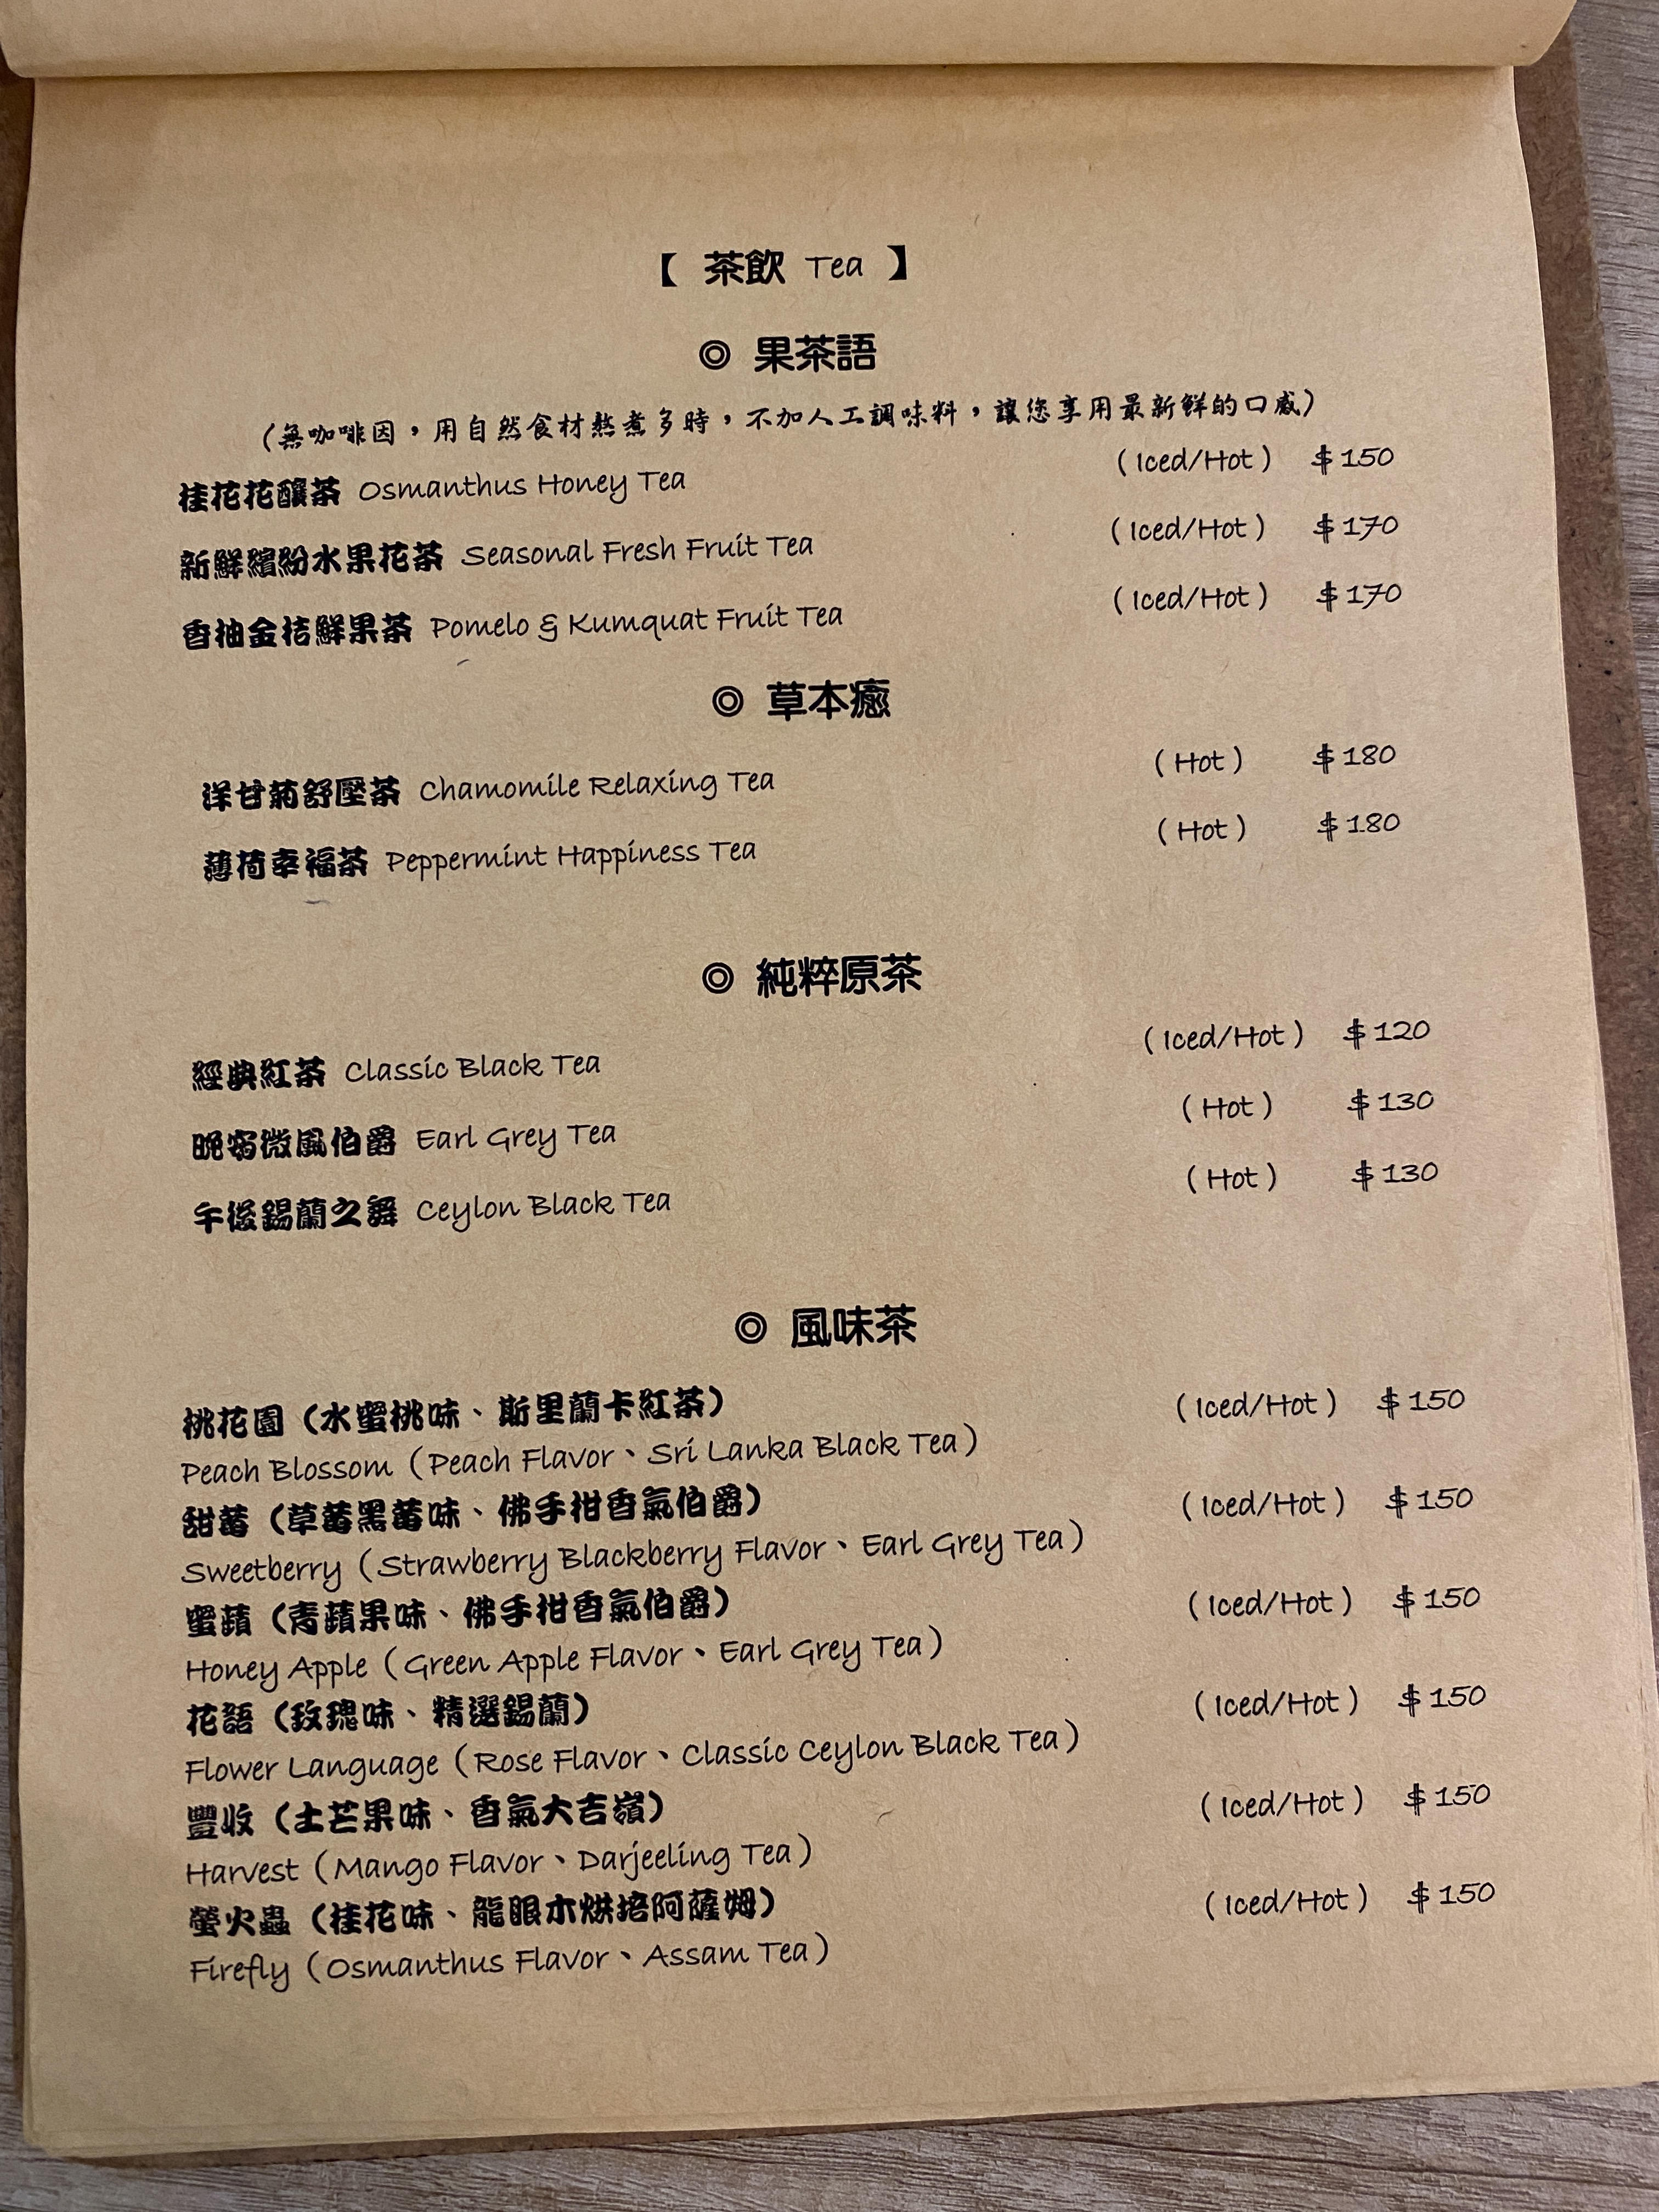 【 茶飲 Tea 】
◎ 果茶語
(無咖啡因，用自然食材熬煮多時，不加人工調味料，讓您享用最新鮮的口感)
桂花花釀茶 Osmanthus Honey Tea (Iced/Hot) $150
新鮮繽紛水果花茶 Seasonal Fresh Fruit Tea (Iced/Hot) $170
香柚金桔鮮果茶 Pomelo & Kumquat Fruit Tea (Iced/Hot) $170
◎ 草本癒
洋甘菊舒壓茶 Chamomile Relaxing Tea (Hot) $180
薄荷幸福茶 Peppermint Happiness Tea (Hot) $180
◎ 純粹原茶
經典紅茶 Classic Black Tea (Iced/Hot) $120
晚宴微風伯爵 Earl Grey Tea (Hot) $130
午後錫蘭之舞 Ceylon Black Tea (Hot) $130
◎ 風味茶
桃花園 (水蜜桃味、斯里蘭卡紅茶) (Iced/Hot) $150
Peach Blossom (Peach Flavor、Sri Lanka Black Tea)
甜莓 (草莓黑莓味、佛手柑香氣伯爵) (Iced/Hot) $150
Sweetberry (Strawberry Blackberry Flavor、Earl Grey Tea)
蜜蘋 (青蘋果味、佛手柑香氣伯爵) (Iced/Hot) $150
Honey Apple (Green Apple Flavor、Earl Grey Tea)
花語 (玫瑰味、精選錫蘭) (Iced/Hot) $150
Flower Language (Rose Flavor、Classic Ceylon Black Tea)
豐收 (土芒果味、香氣大吉嶺) (Iced/Hot) $150
Harvest (Mango Flavor、Darjeeling Tea)
螢火蟲 (桂花味、龍眼木烘培阿薩姆) (Iced/Hot) $150
Firefly (Osmanthus Flavor、Assam Tea)